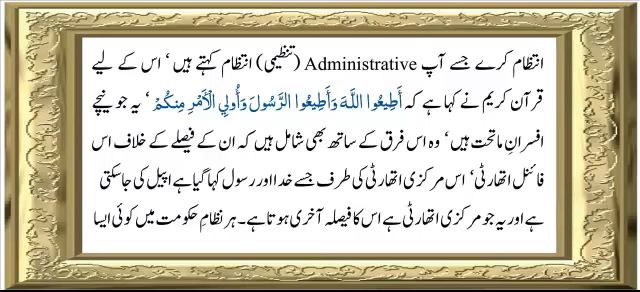 انتظام کرے جسے آپ Administrative (تنظیمی) انتظام کہتے ہیں‘ اس کے لیے
قرآن کریم نے کہا ہے کہ أَطِيعُوا اللَّهَ وَأَطِيعُوا الرَّسُولَ وَأُولِي الْأَمْرِ مِنكُمْ‘ یہ جو نیچے
افسرانِ ماتحت ہیں‘ وہ اس فرق کے ساتھ بھی شامل ہیں کہ ان کے فیصلے کے خلاف اس
فائنل اتھارٹی‘ اس مرکزی اتھارٹی کی طرف جسے خدا اور رسول کہا گیا ہے اپیل کی جاسکتی
ہے اور یہ جو مرکزی اتھارٹی ہے اس کا فیصلہ آخری ہوتا ہے۔ ہر نظامِ حکومت میں کوئی ایسا